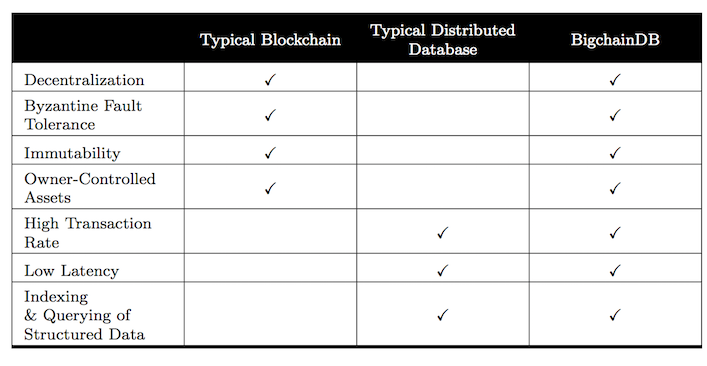 Typical Blockchain
Typical Distributed
Database
BigchainDB
Decentralization ✓ ✓
Byzantine Fault
Tolerance ✓ ✓
Immutability ✓ ✓
Owner-Controlled
Assets ✓ ✓
High Transaction
Rate ✓ ✓
Low Latency ✓ ✓
Indexing
& Querying of
Structured Data ✓ ✓